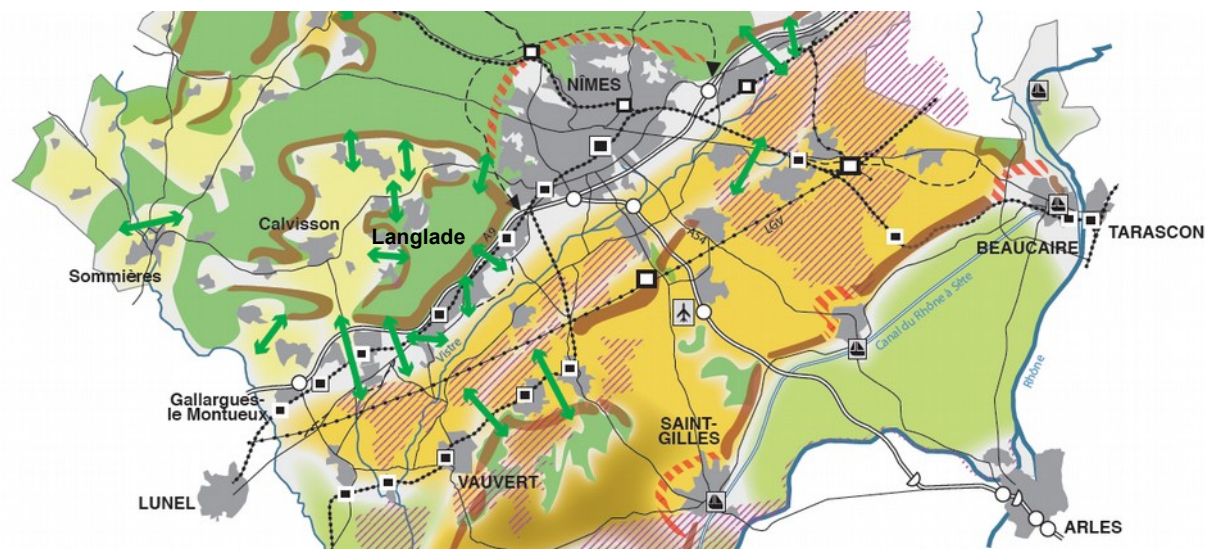 NÎMES
Calvisson
Langlade
A9
A54
LGV
Sommières
BEAUCAIRE
TARASCON
Canal du Rhône à Sète
Vistre
Rhône
Gallargues-
le Montueux
SAINT-
GILLES
VAUVERT
LUNEL
ARLES